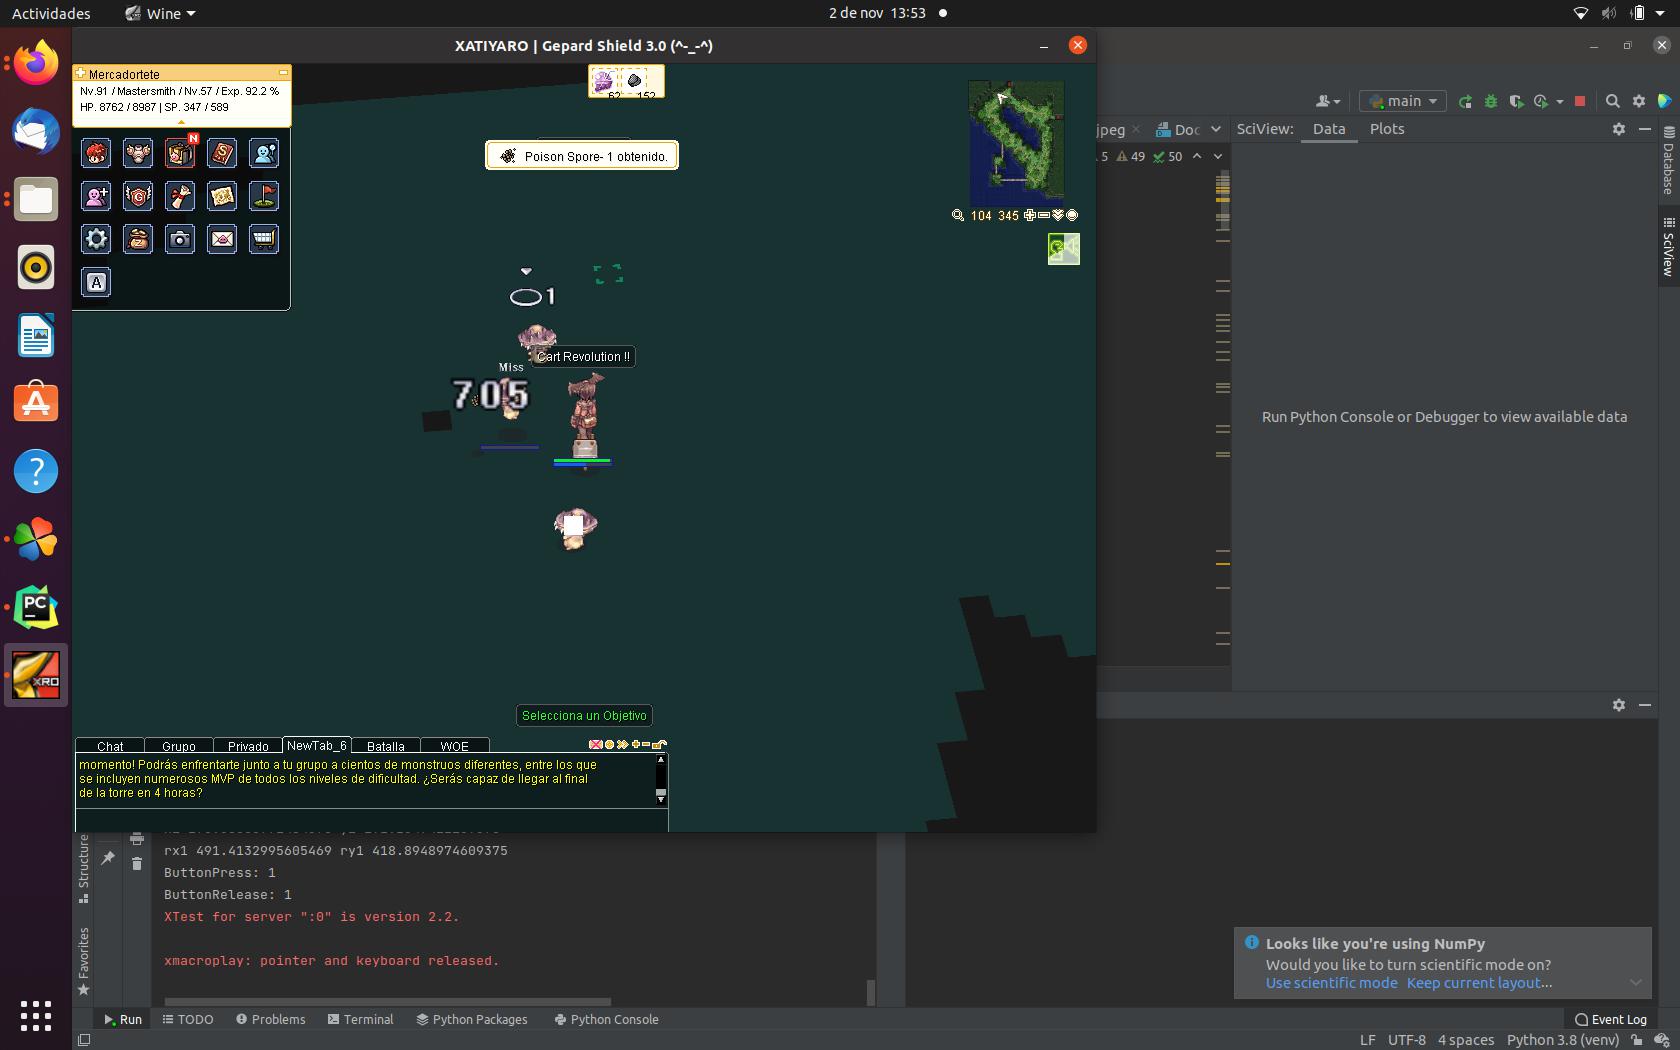 Actividades
Wine
2 de nov 13:53
XATIYARO | Gepard Shield 3.0 (^-_-^)
Mercadortete
Nv.91 / Mastersmith / Nv.57 / Exp. 92.2 %
HP. 8762 / 8987 | SP. 347 / 589
N
A
62
152
Poison Spore- 1 obtenido.
104 345
1
Cart Revolution !!
Miss
705
Selecciona un Objetivo
Chat
Grupo
Privado
NewTab_6
Batalla
WOE
momento! Podrás enfrentarte junto a tu grupo a cientos de monstruos diferentes, entre los que
se incluyen numerosos MVP de todos los niveles de dificultad. ¿Serás capaz de llegar al final
de la torre en 4 horas?
main
jpeg
Doc
SciView:
Data
Plots
5
49
50
Database
SciView
Run Python Console or Debugger to view available data
PC
XRO
Structure
Favorites
rx1 491.4132995605469 ry1 418.8948974609375
ButtonPress: 1
ButtonRelease: 1
XTest for server ":0" is version 2.2.
xmacroplay: pointer and keyboard released.
Looks like you're using NumPy
Would you like to turn scientific mode on?
Use scientific mode
Keep current layout...
Run
TODO
Problems
Terminal
Python Packages
Python Console
Event Log
LF
UTF-8
4 spaces
Python 3.8 (venv)